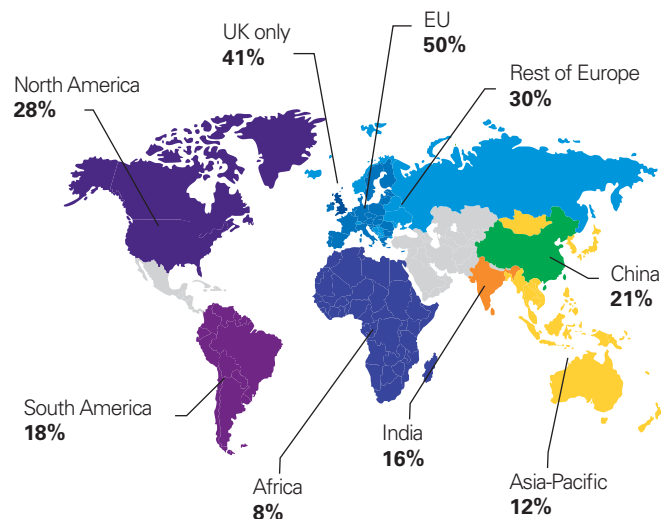 UK only
41%
EU
50%
North America
28%
Rest of Europe
30%
China
21%
South America
18%
India
16%
Africa
8%
Asia-Pacific
12%